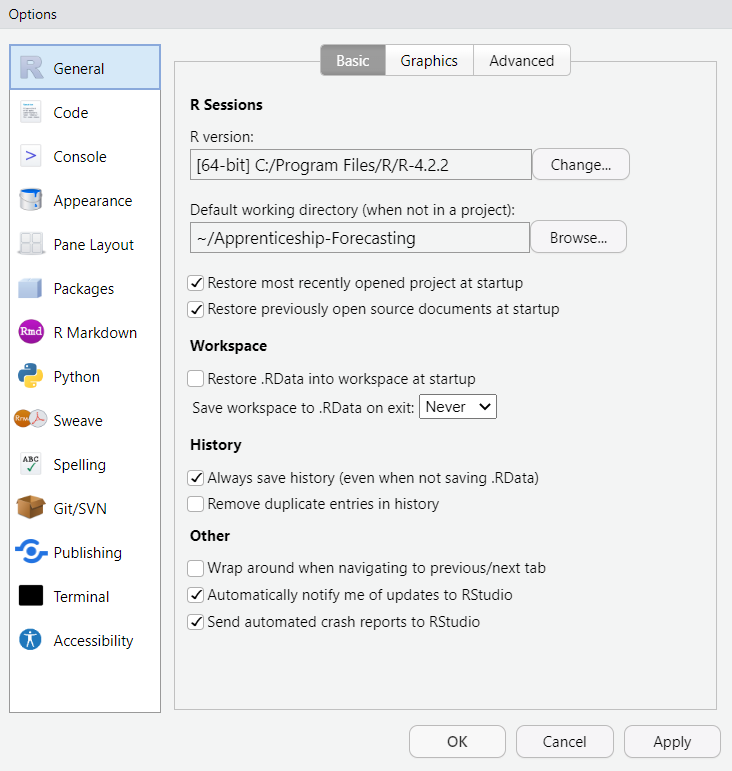 Options
General
Code
Console
Appearance
Pane Layout
Packages
Rmd R Markdown
Python
Sweave
ABC Spelling
Git/SVN
Publishing
Terminal
Accessibility
Basic Graphics Advanced
R Sessions
R version:
[64-bit] C:/Program Files/R/R-4.2.2 Change...
Default working directory (when not in a project):
~/Apprenticeship-Forecasting Browse...
Restore most recently opened project at startup
Restore previously open source documents at startup
Workspace
Restore .RData into workspace at startup
Save workspace to .RData on exit: Never
History
Always save history (even when not saving .RData)
Remove duplicate entries in history
Other
Wrap around when navigating to previous/next tab
Automatically notify me of updates to RStudio
Send automated crash reports to RStudio
OK Cancel Apply